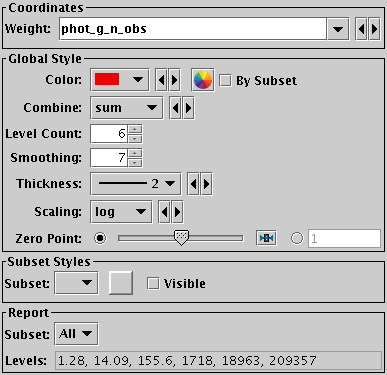 Coordinates
Weight: phot_g_n_obs
Global Style
Color: By Subset
Combine: sum
Level Count: 6
Smoothing: 7
Thickness: 2
Scaling: log
Zero Point: 1
Subset Styles
Subset: Visible
Report
Subset: All
Levels: 1.28, 14.09, 155.6, 1718, 18963, 209357